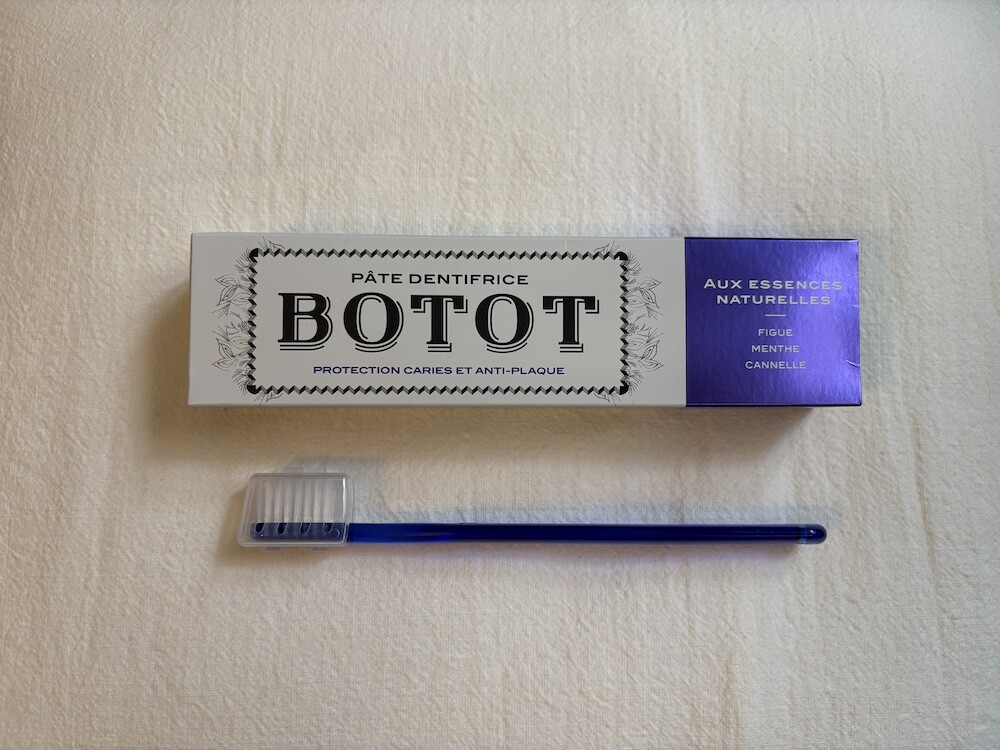 PÂTE DENTIFRICE
BOTOT
PROTECTION CARIES ET ANTI-PLAQUE
AUX ESSENCES
NATURELLES
FIGUE
MENTHE
CANNELLE